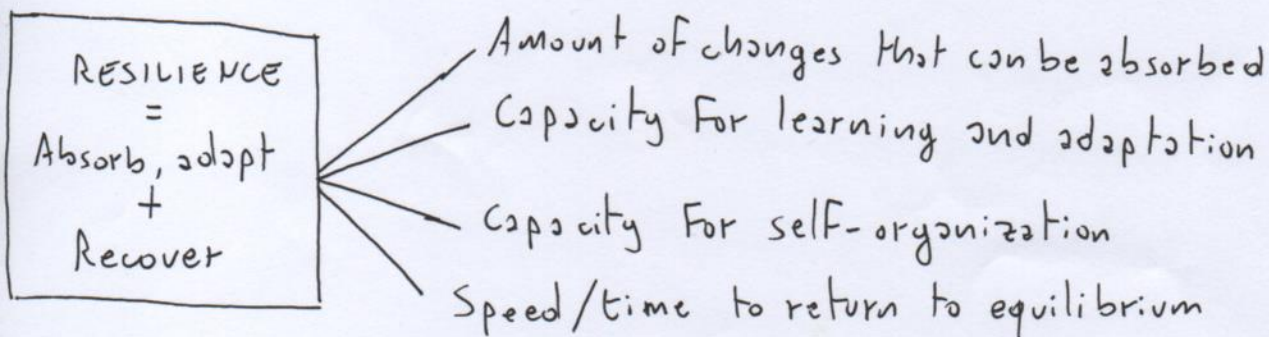 RESILIENCE
=
Absorb, adapt
+
Recover
Amount of changes that can be absorbed
Capacity For learning and adaptation
Capacity For self-organization
Speed/time to return to equilibrium